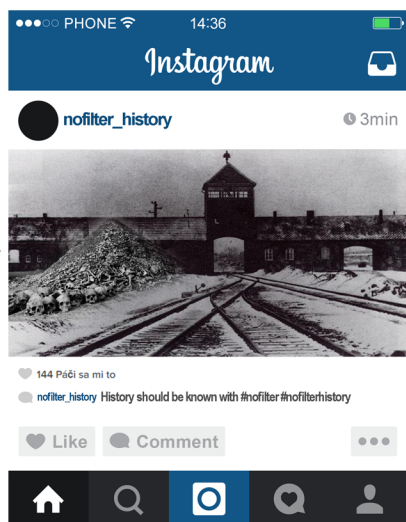 PHONE 14:36
Instagram
nofilter_history 3min
144 Páči sa mi to
nofilter_history History should be known with #nofilter #nofilterhistory
Like Comment